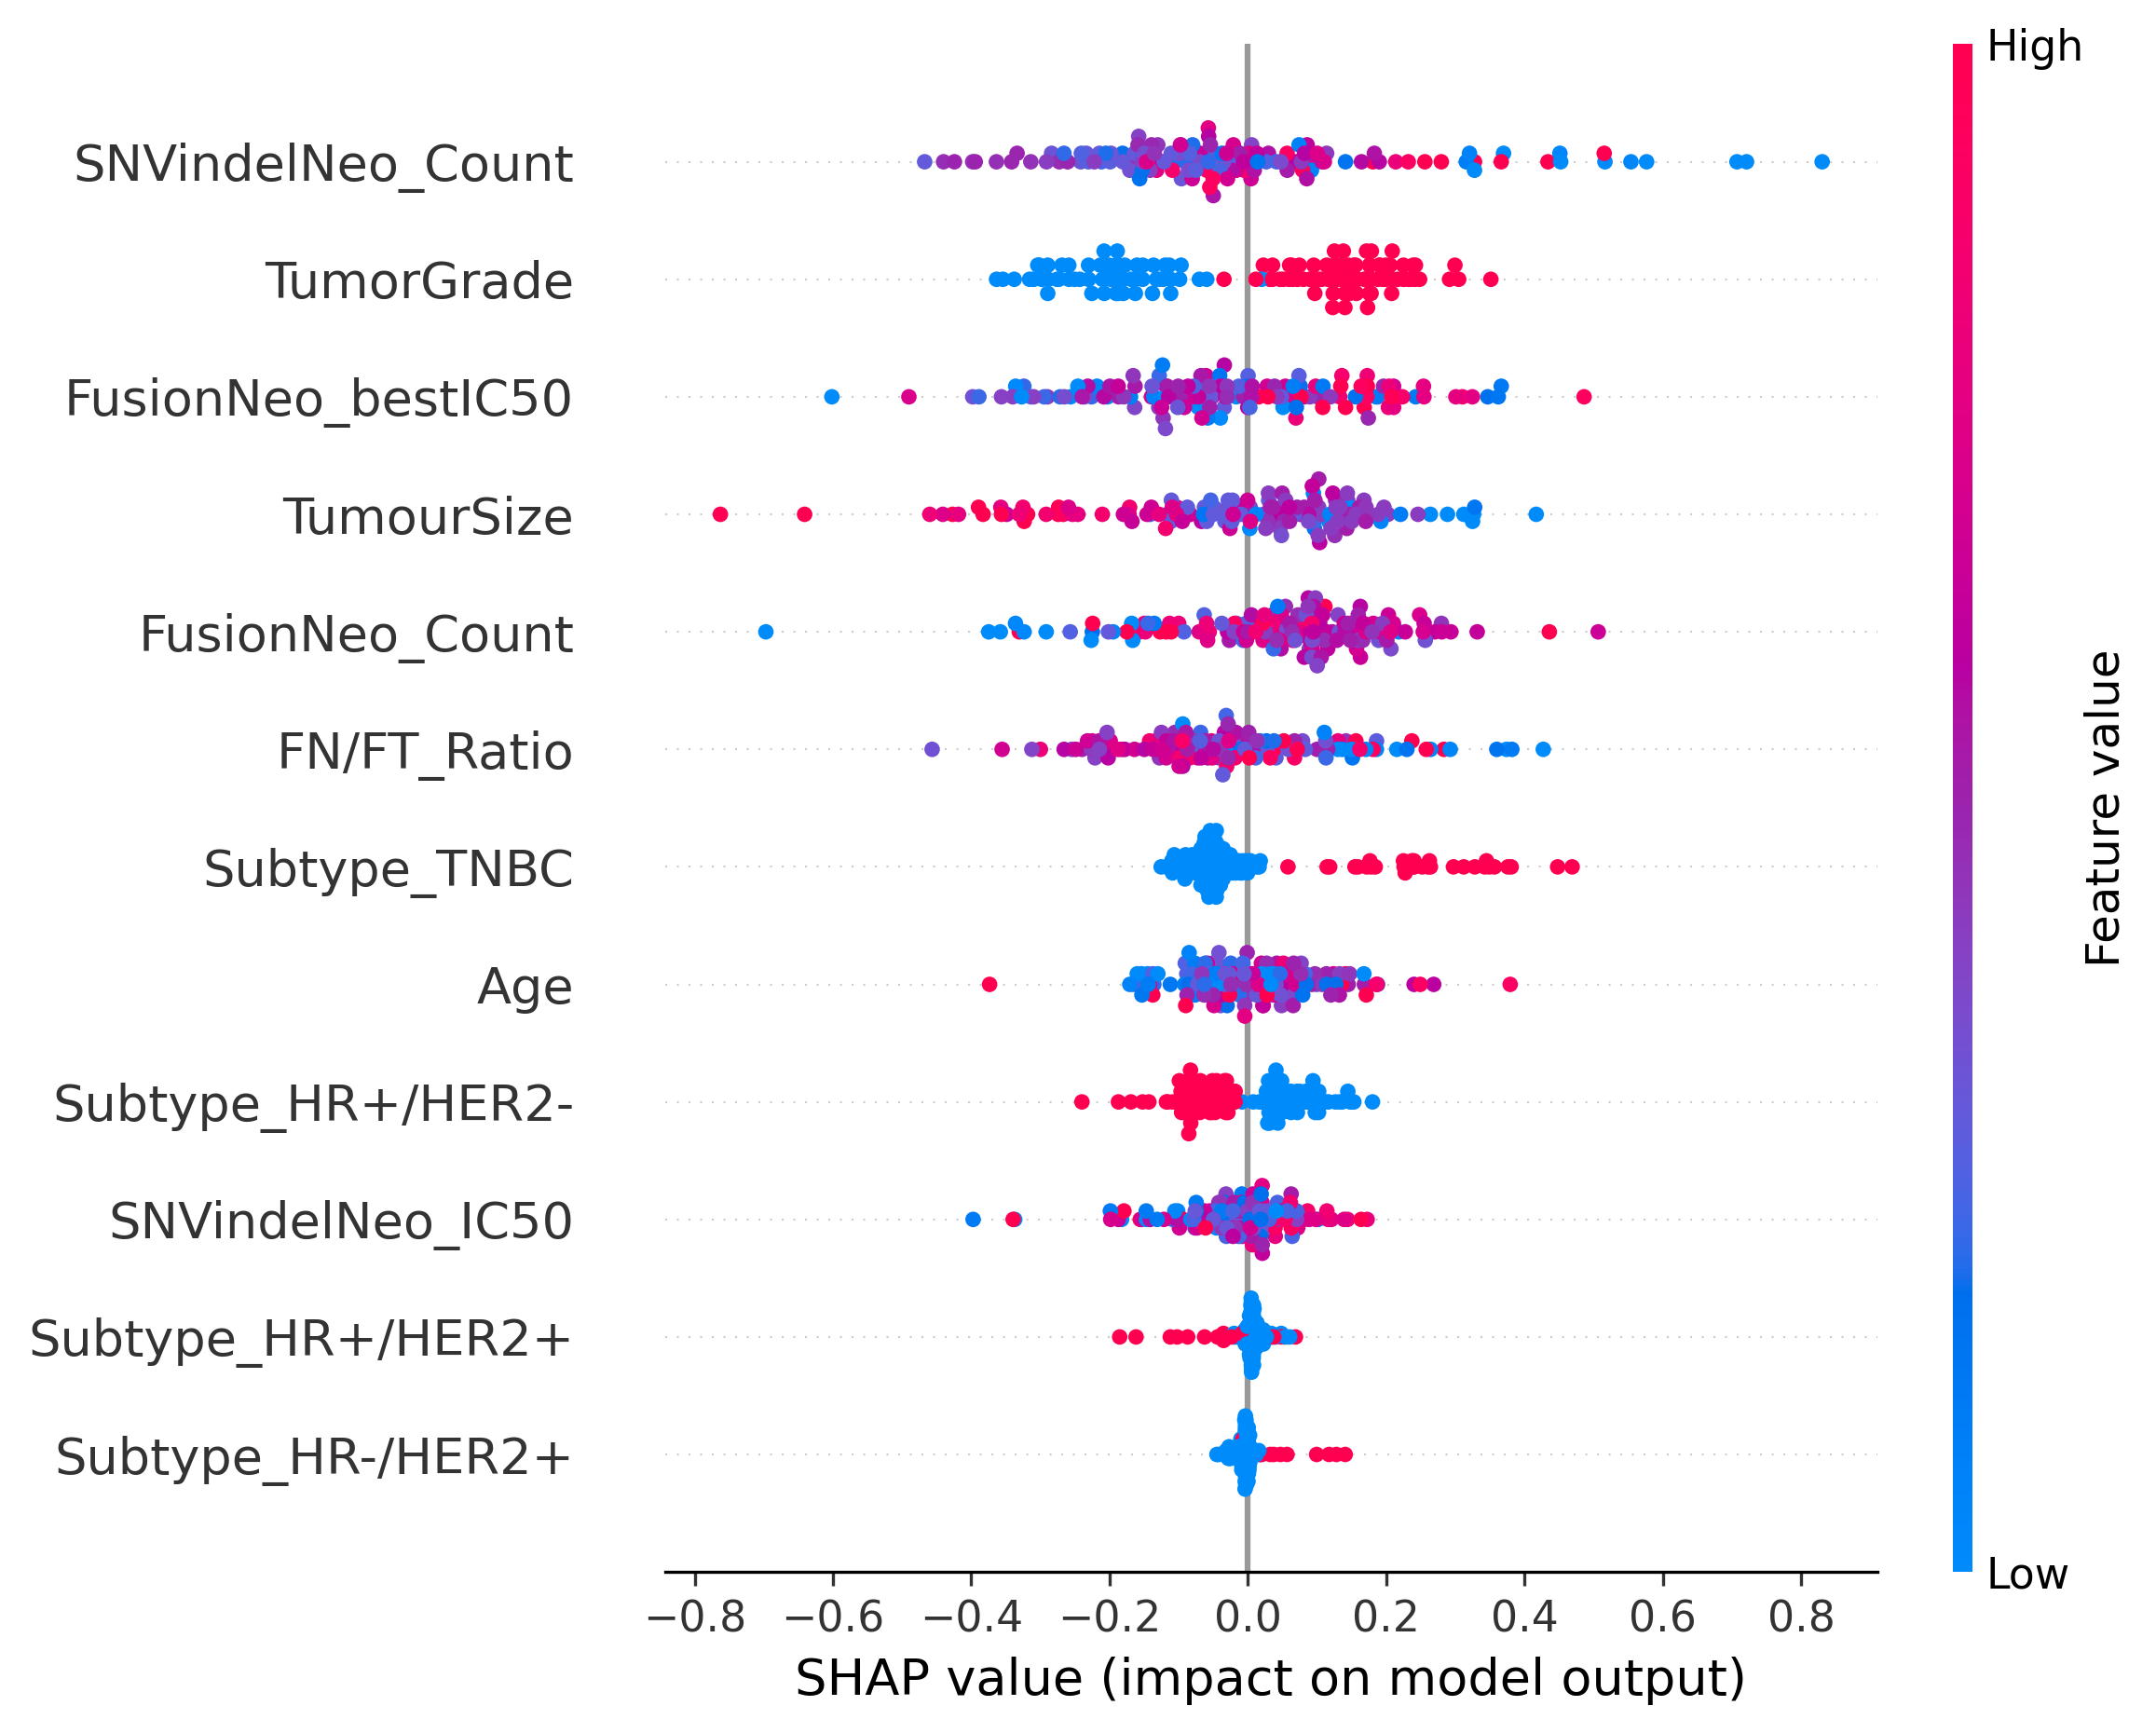 High
SNVindelNeo_Count
TumorGrade
FusionNeo_bestIC50
TumourSize
FusionNeo_Count
FN/FT_Ratio
Subtype_TNBC
Age
Subtype_HR+/HER2-
SNVindelNeo_IC50
Subtype_HR+/HER2+
Subtype_HR-/HER2+
Feature value
Low
−0.8 −0.6 −0.4 −0.2 0.0 0.2 0.4 0.6 0.8
SHAP value (impact on model output)